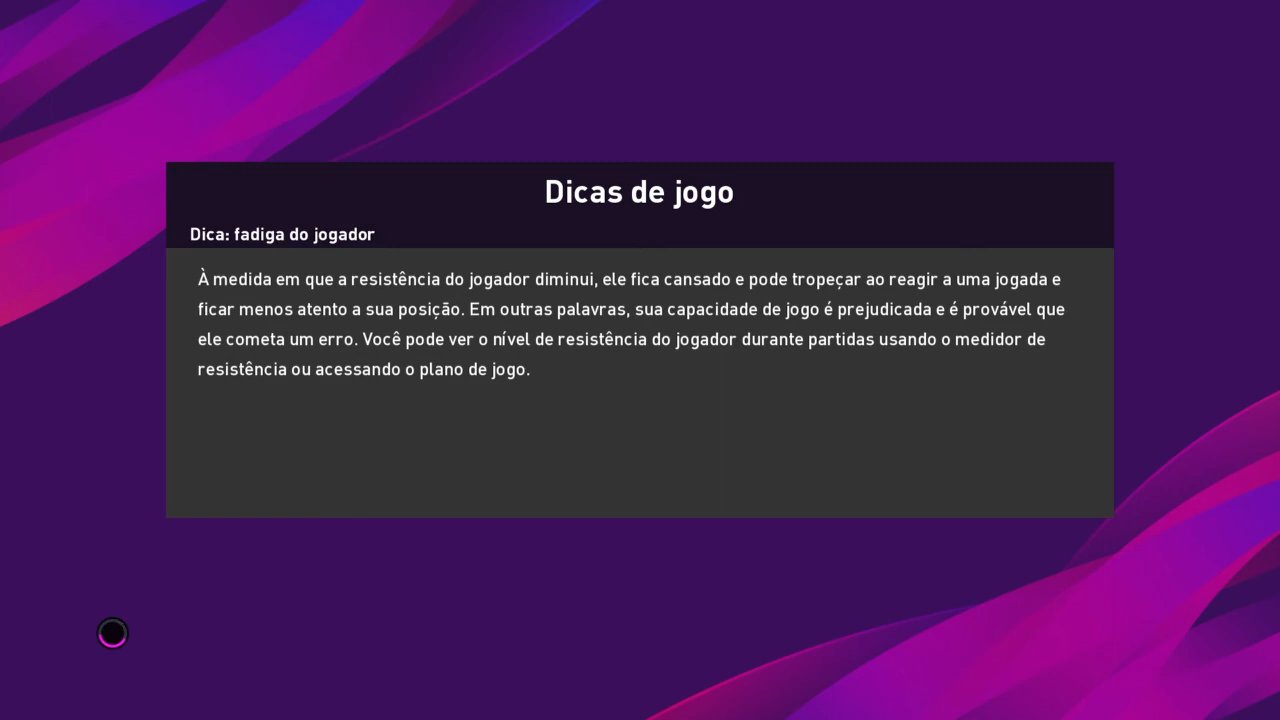 Dicas de jogo
Dica: fadiga do jogador
À medida em que a resistência do jogador diminui, ele fica cansado e pode tropeçar ao reagir a uma jogada e
ficar menos atento a sua posição. Em outras palavras, sua capacidade de jogo é prejudicada e é provável que
ele cometa um erro. Você pode ver o nível de resistência do jogador durante partidas usando o medidor de
resistência ou acessando o plano de jogo.